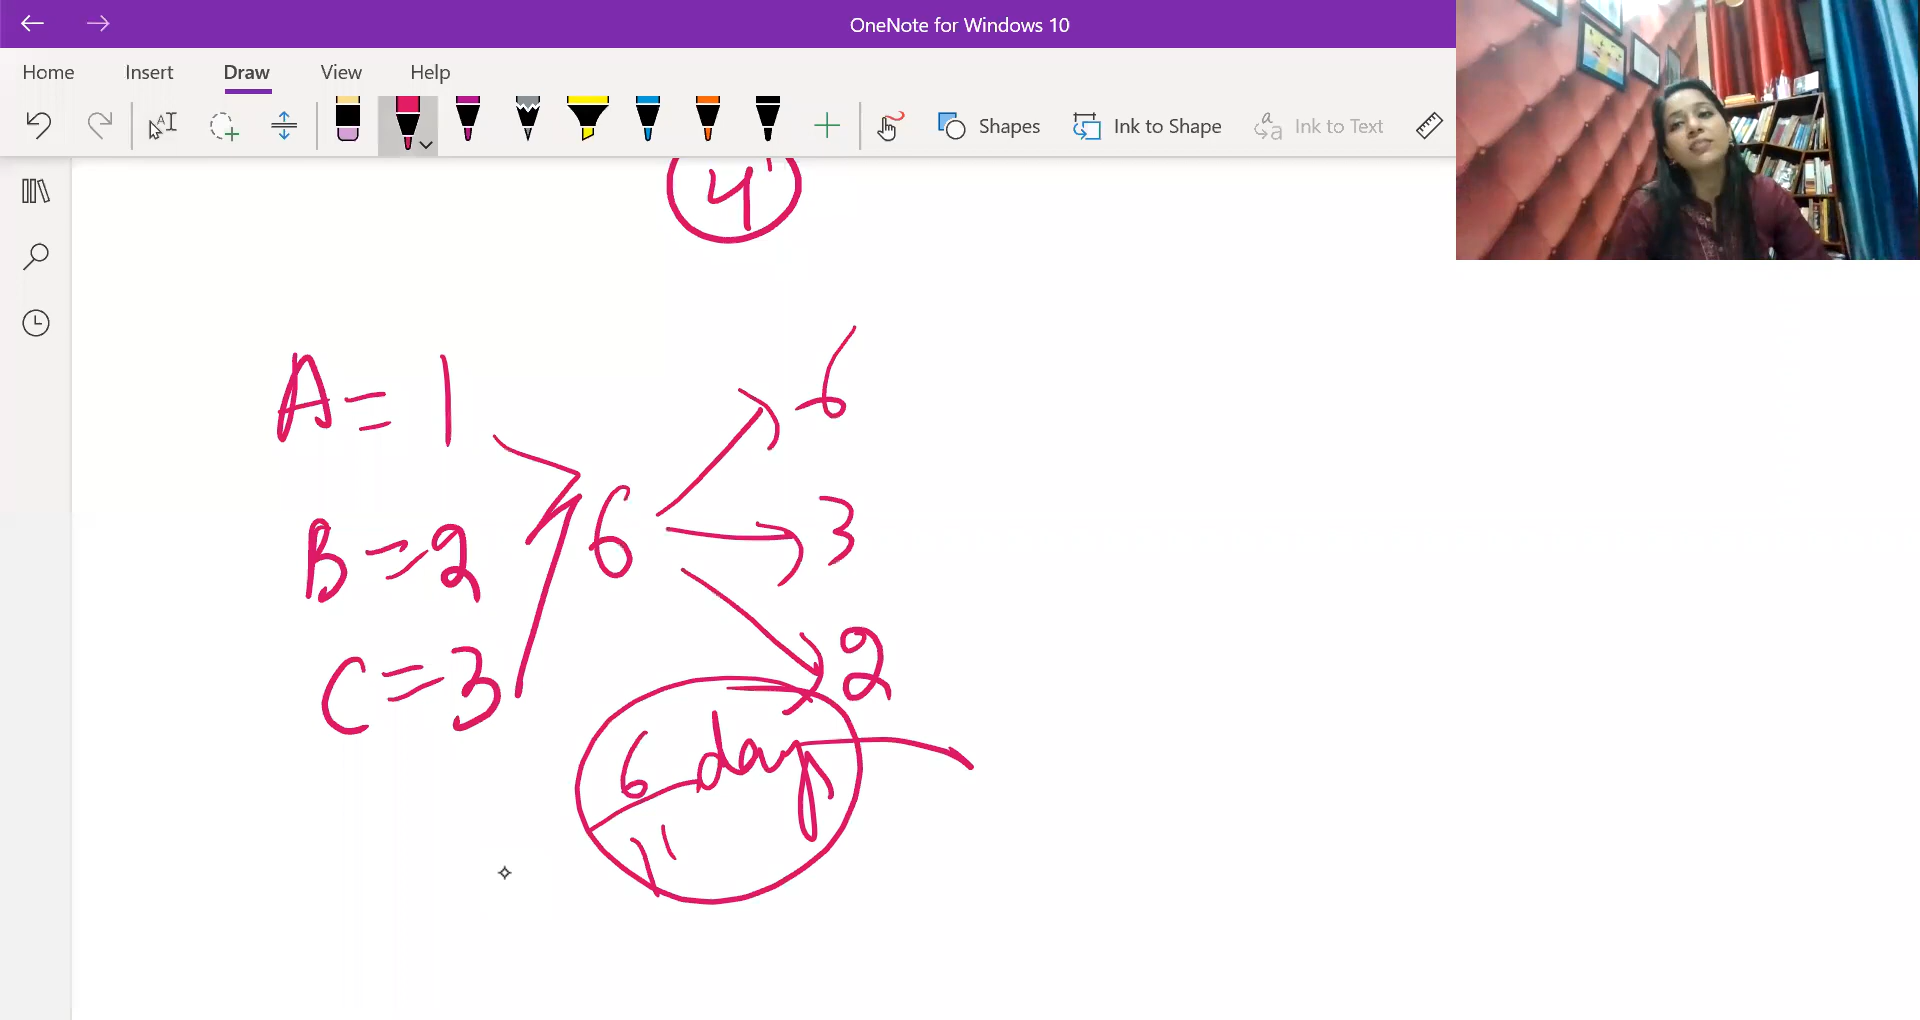 OneNote for Windows 10
Home Insert Draw View Help
Shapes Ink to Shape Ink to Text
4
A = 1
6
B = 2
6
3
C = 3
2
6 days
11